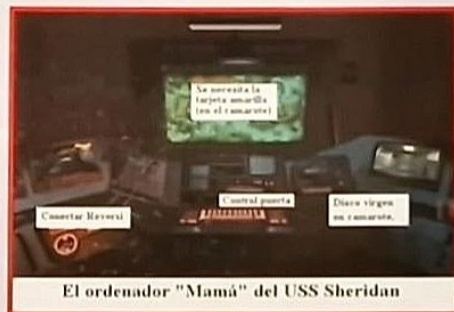 Se necesita la
tarjeta amarilla
(en el camarote)
Conectar Reversi
Control puerta
Disco virgen
en camarote.
El ordenador "Mamá" del USS Sheridan